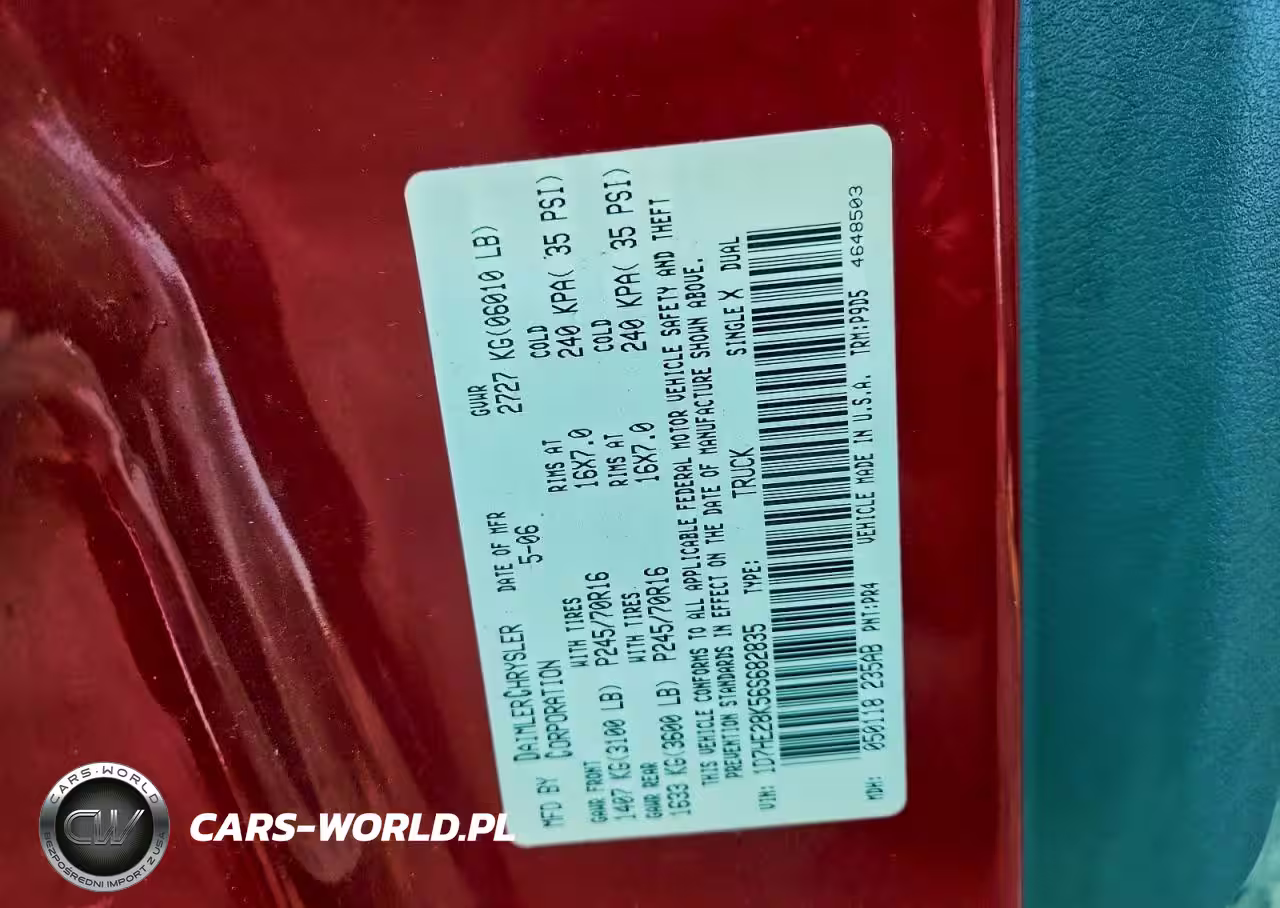 MFD BY DAIMLERCHRYSLER CORPORATION
DATE OF MFR 5-06
GVWR 2727 KG(06010 LB)
GAWR FRONT 1407 KG(3100 LB)
WITH TIRES P245/70R16
RIMS AT 16X7.0
COLD 240 KPA( 35 PSI)
GAWR REAR 1633 KG(3600 LB)
WITH TIRES P245/70R16
RIMS AT 16X7.0
COLD 240 KPA( 35 PSI)
THIS VEHICLE CONFORMS TO ALL APPLICABLE FEDERAL MOTOR VEHICLE SAFETY AND THEFT
PREVENTION STANDARDS IN EFFECT ON THE DATE OF MANUFACTURE SHOWN ABOVE.
VIN: 1D7HE28K56S682835 TYPE: TRUCK SINGLE X DUAL
MDH: 050118 235AB PNT:PR4 VEHICLE MADE IN U.S.A. TRM:P9D5 4648503
CARS-WORLD
CW
BEZPOŚREDNI IMPORT Z USA
CARS-WORLD.PL